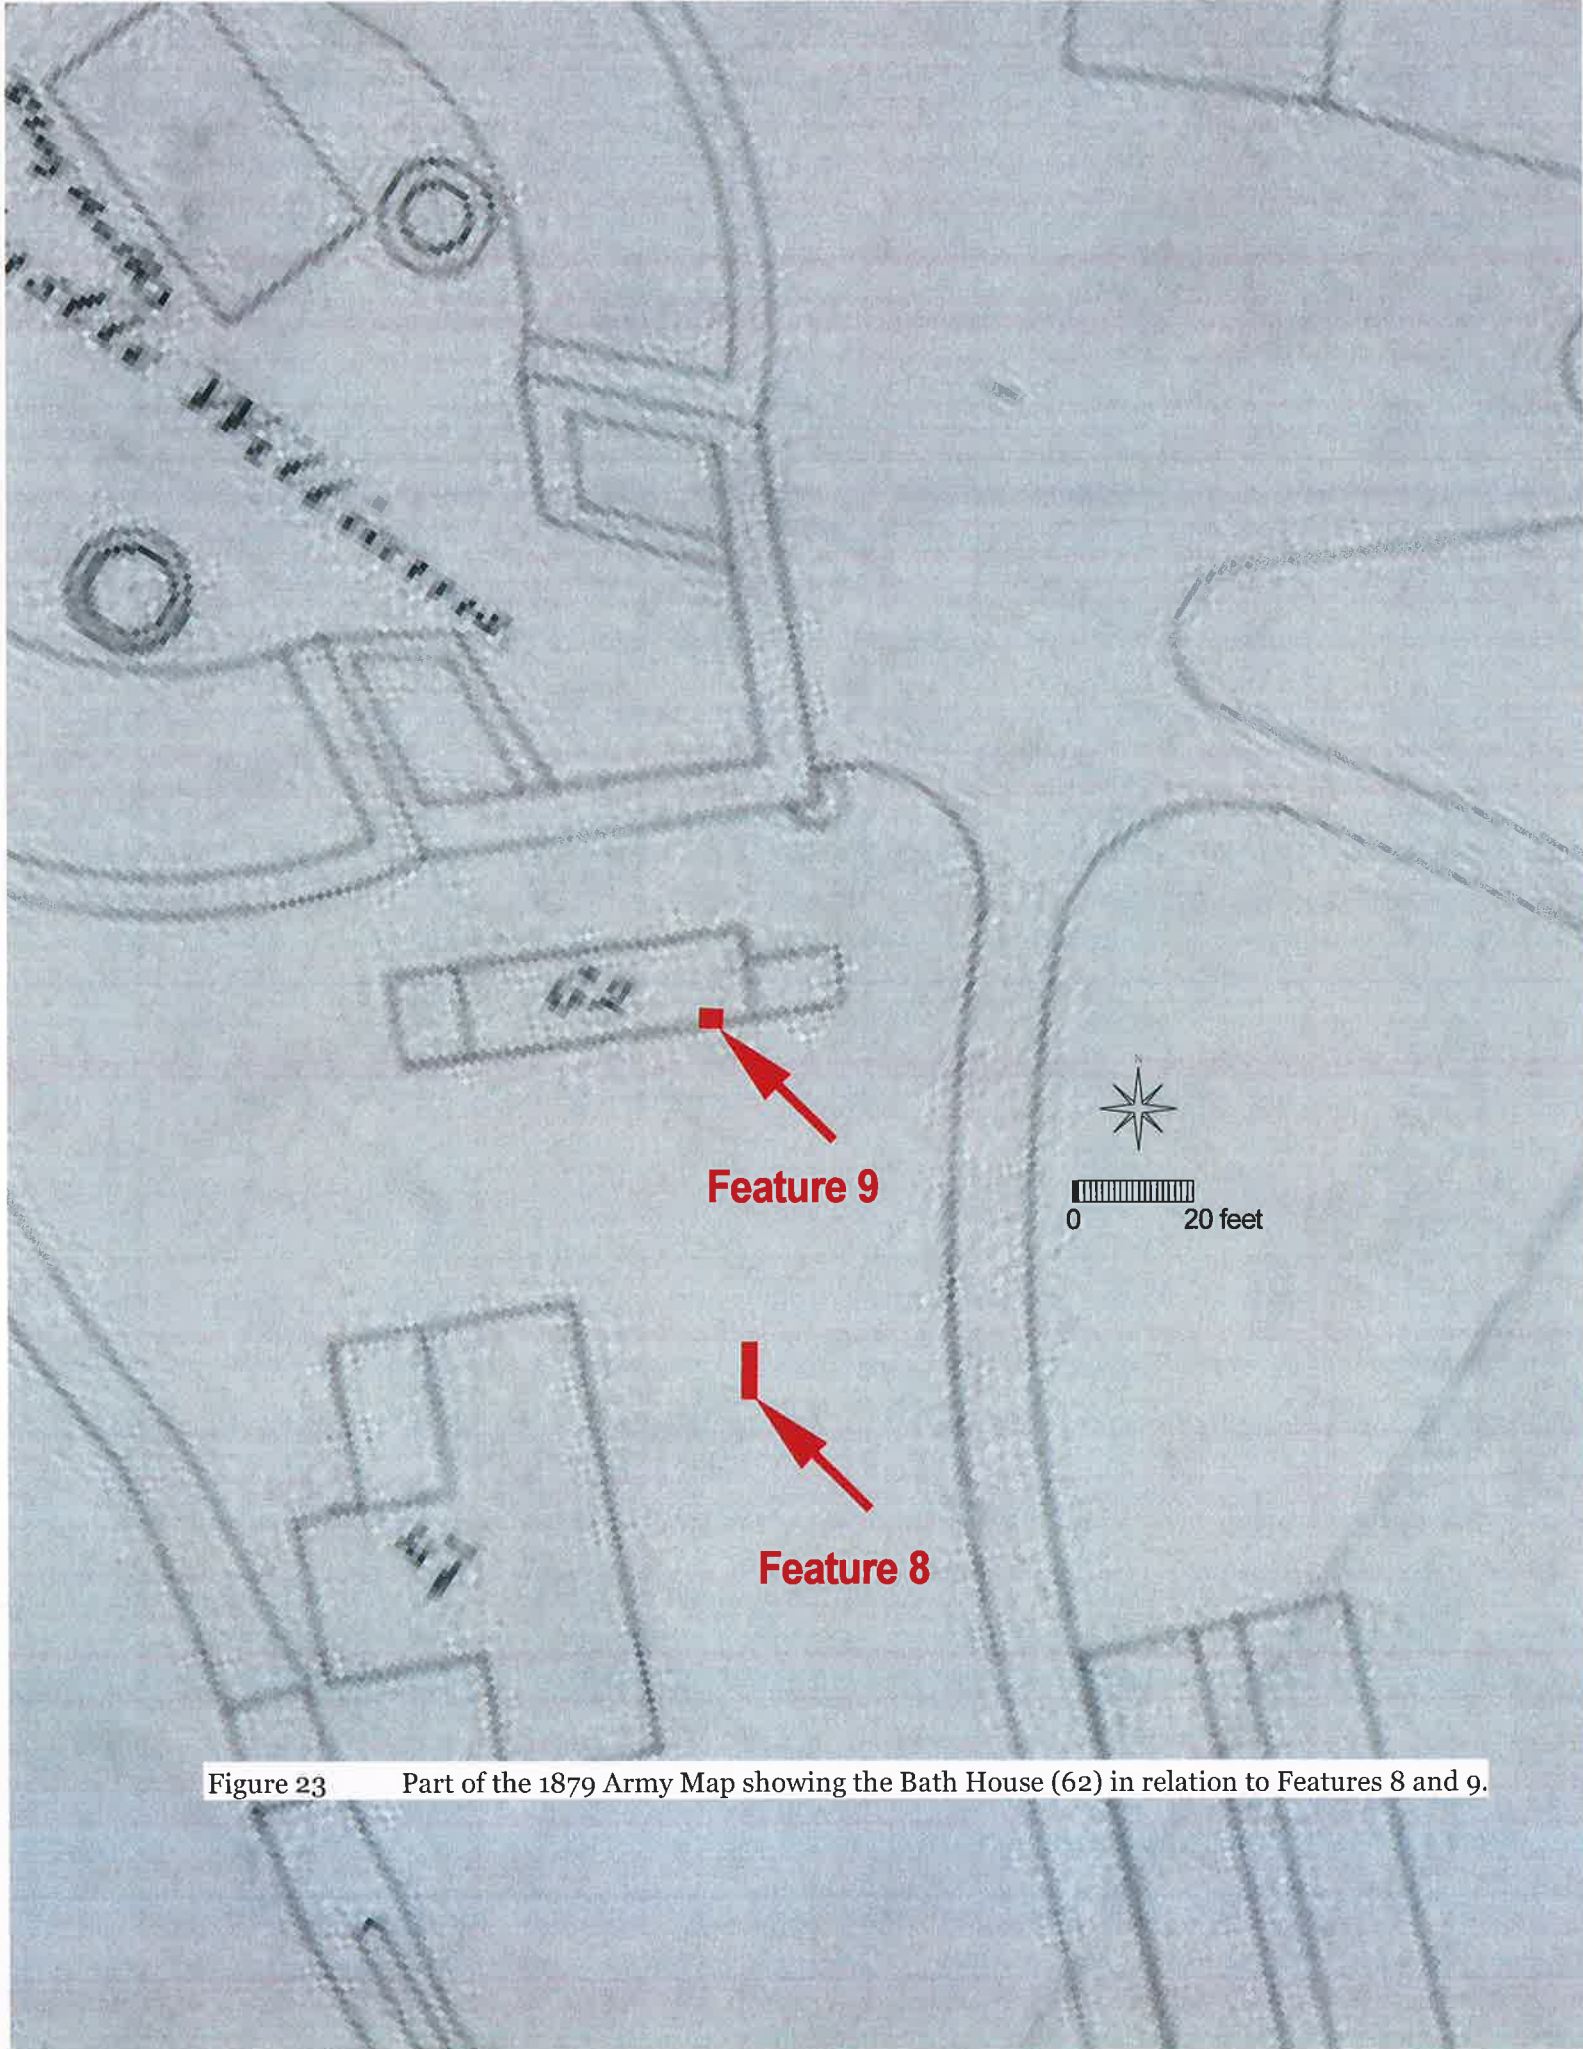 62
Feature 9
N
0 20 feet
47
Feature 8
Figure 23 Part of the 1879 Army Map showing the Bath House (62) in relation to Features 8 and 9.